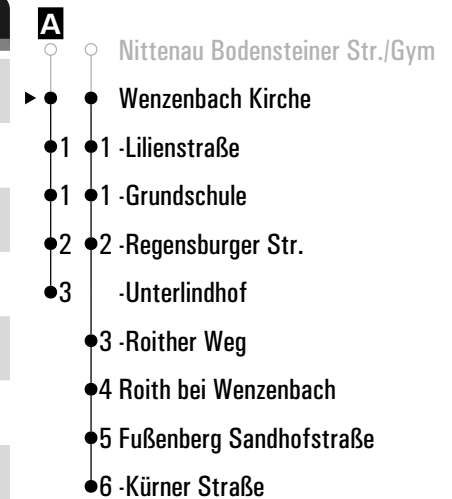 A
Nittenau Bodensteiner Str./Gym
Wenzenbach Kirche
1 1 -Lilienstraße
1 1 -Grundschule
2 2 -Regensburger Str.
3 -Unterlindhof
3 -Roither Weg
4 Roith bei Wenzenbach
5 Fußenberg Sandhofstraße
6 -Kürner Straße